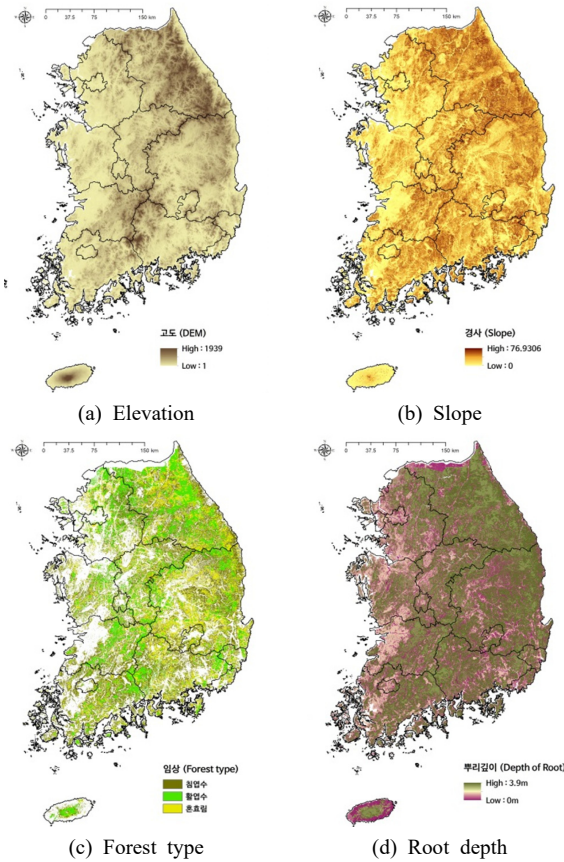 0 37.5 75 150 km
고도 (DEM)
High : 1939
Low : 1
(a) Elevation
0 37.5 75 150 km
경사 (Slope)
High : 76.9306
Low : 0
(b) Slope
0 37.5 75 150 km
임상 (Forest type)
침엽수
활엽수
혼효림
(c) Forest type
0 37.5 75 150 km
뿌리깊이 (Depth of Root)
High : 3.9m
Low : 0m
(d) Root depth